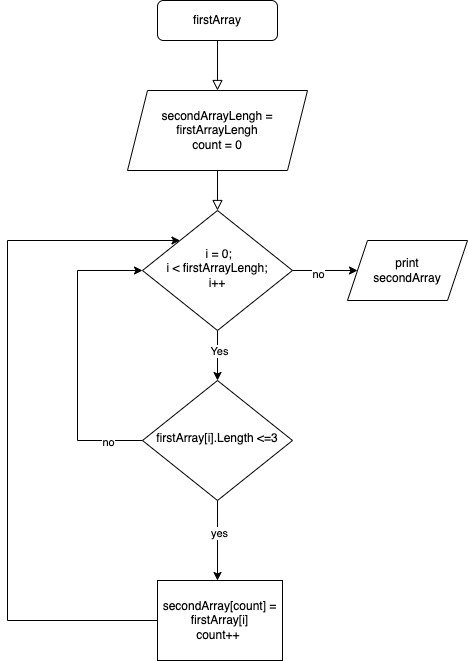 firstArray
secondArrayLengh =
firstArrayLengh
count = 0
i = 0;
i < firstArrayLengh;
i++
no
print
secondArray
Yes
firstArray[i].Length <=3
no
yes
secondArray[count] =
firstArray[i]
count++